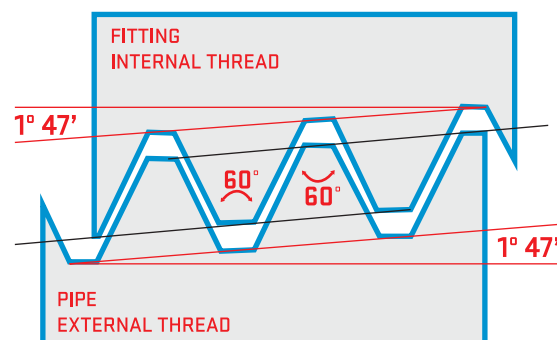 FITTING
INTERNAL THREAD
1° 47'
60°
60°
1° 47'
PIPE
EXTERNAL THREAD